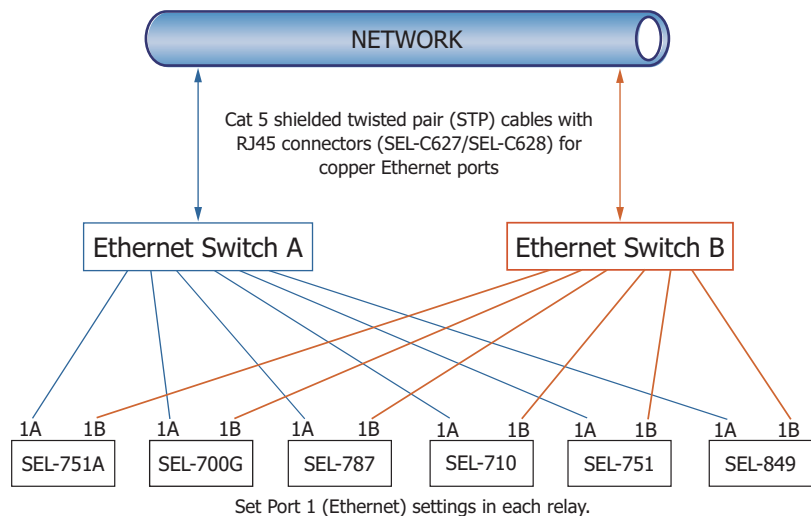 NETWORK
Cat 5 shielded twisted pair (STP) cables with
RJ45 connectors (SEL-C627/SEL-C628) for
copper Ethernet ports
Ethernet Switch A
Ethernet Switch B
1A 1B 1A 1B 1A 1B 1A 1B 1A 1B 1A 1B
SEL-751A SEL-700G SEL-787 SEL-710 SEL-751 SEL-849
Set Port 1 (Ethernet) settings in each relay.